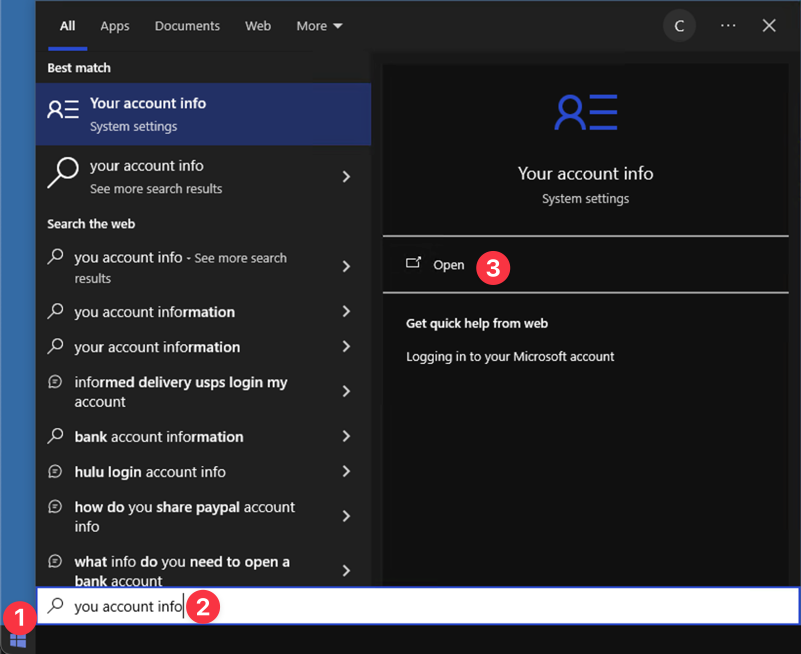 All Apps Documents Web More C ...
Best match
Your account info
System settings
your account info
See more search results
Search the web
you account info - See more search
results
you account information
your account information
informed delivery usps login my
account
bank account information
hulu login account info
how do you share paypal account
info
what info do you need to open a
bank account
Your account info
System settings
Open 3
Get quick help from web
Logging in to your Microsoft account
you account info 2
1